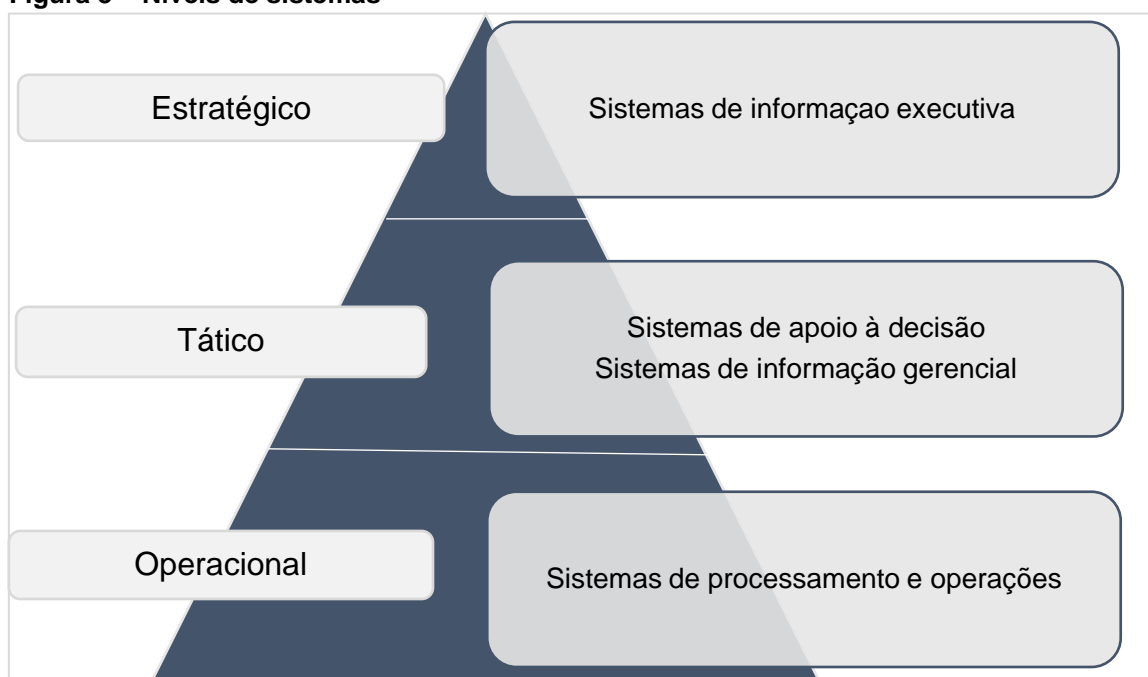 Figura – Níveis de sistemas
Estratégico
Sistemas de informaçao executiva
Tático
Sistemas de apoio à decisão
Sistemas de informação gerencial
Operacional
Sistemas de processamento e operações